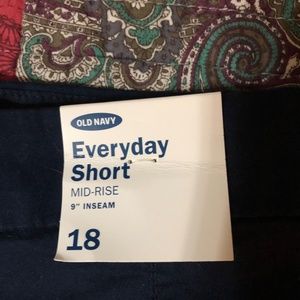 OLD NAVY
Everyday
Short
MID-RISE
9" INSEAM
18